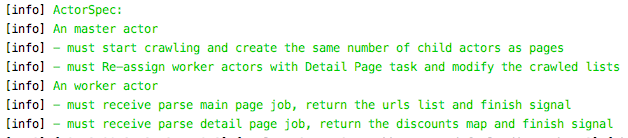 [info] ActorSpec:
[info] An master actor
[info] – must start crawling and create the same number of child actors as pages
[info] – must Re-assign worker actors with Detail Page task and modify the crawled lists
[info] An worker actor
[info] – must receive parse main page job, return the urls list and finish signal
[info] – must receive parse detail page job, return the discounts map and finish signal